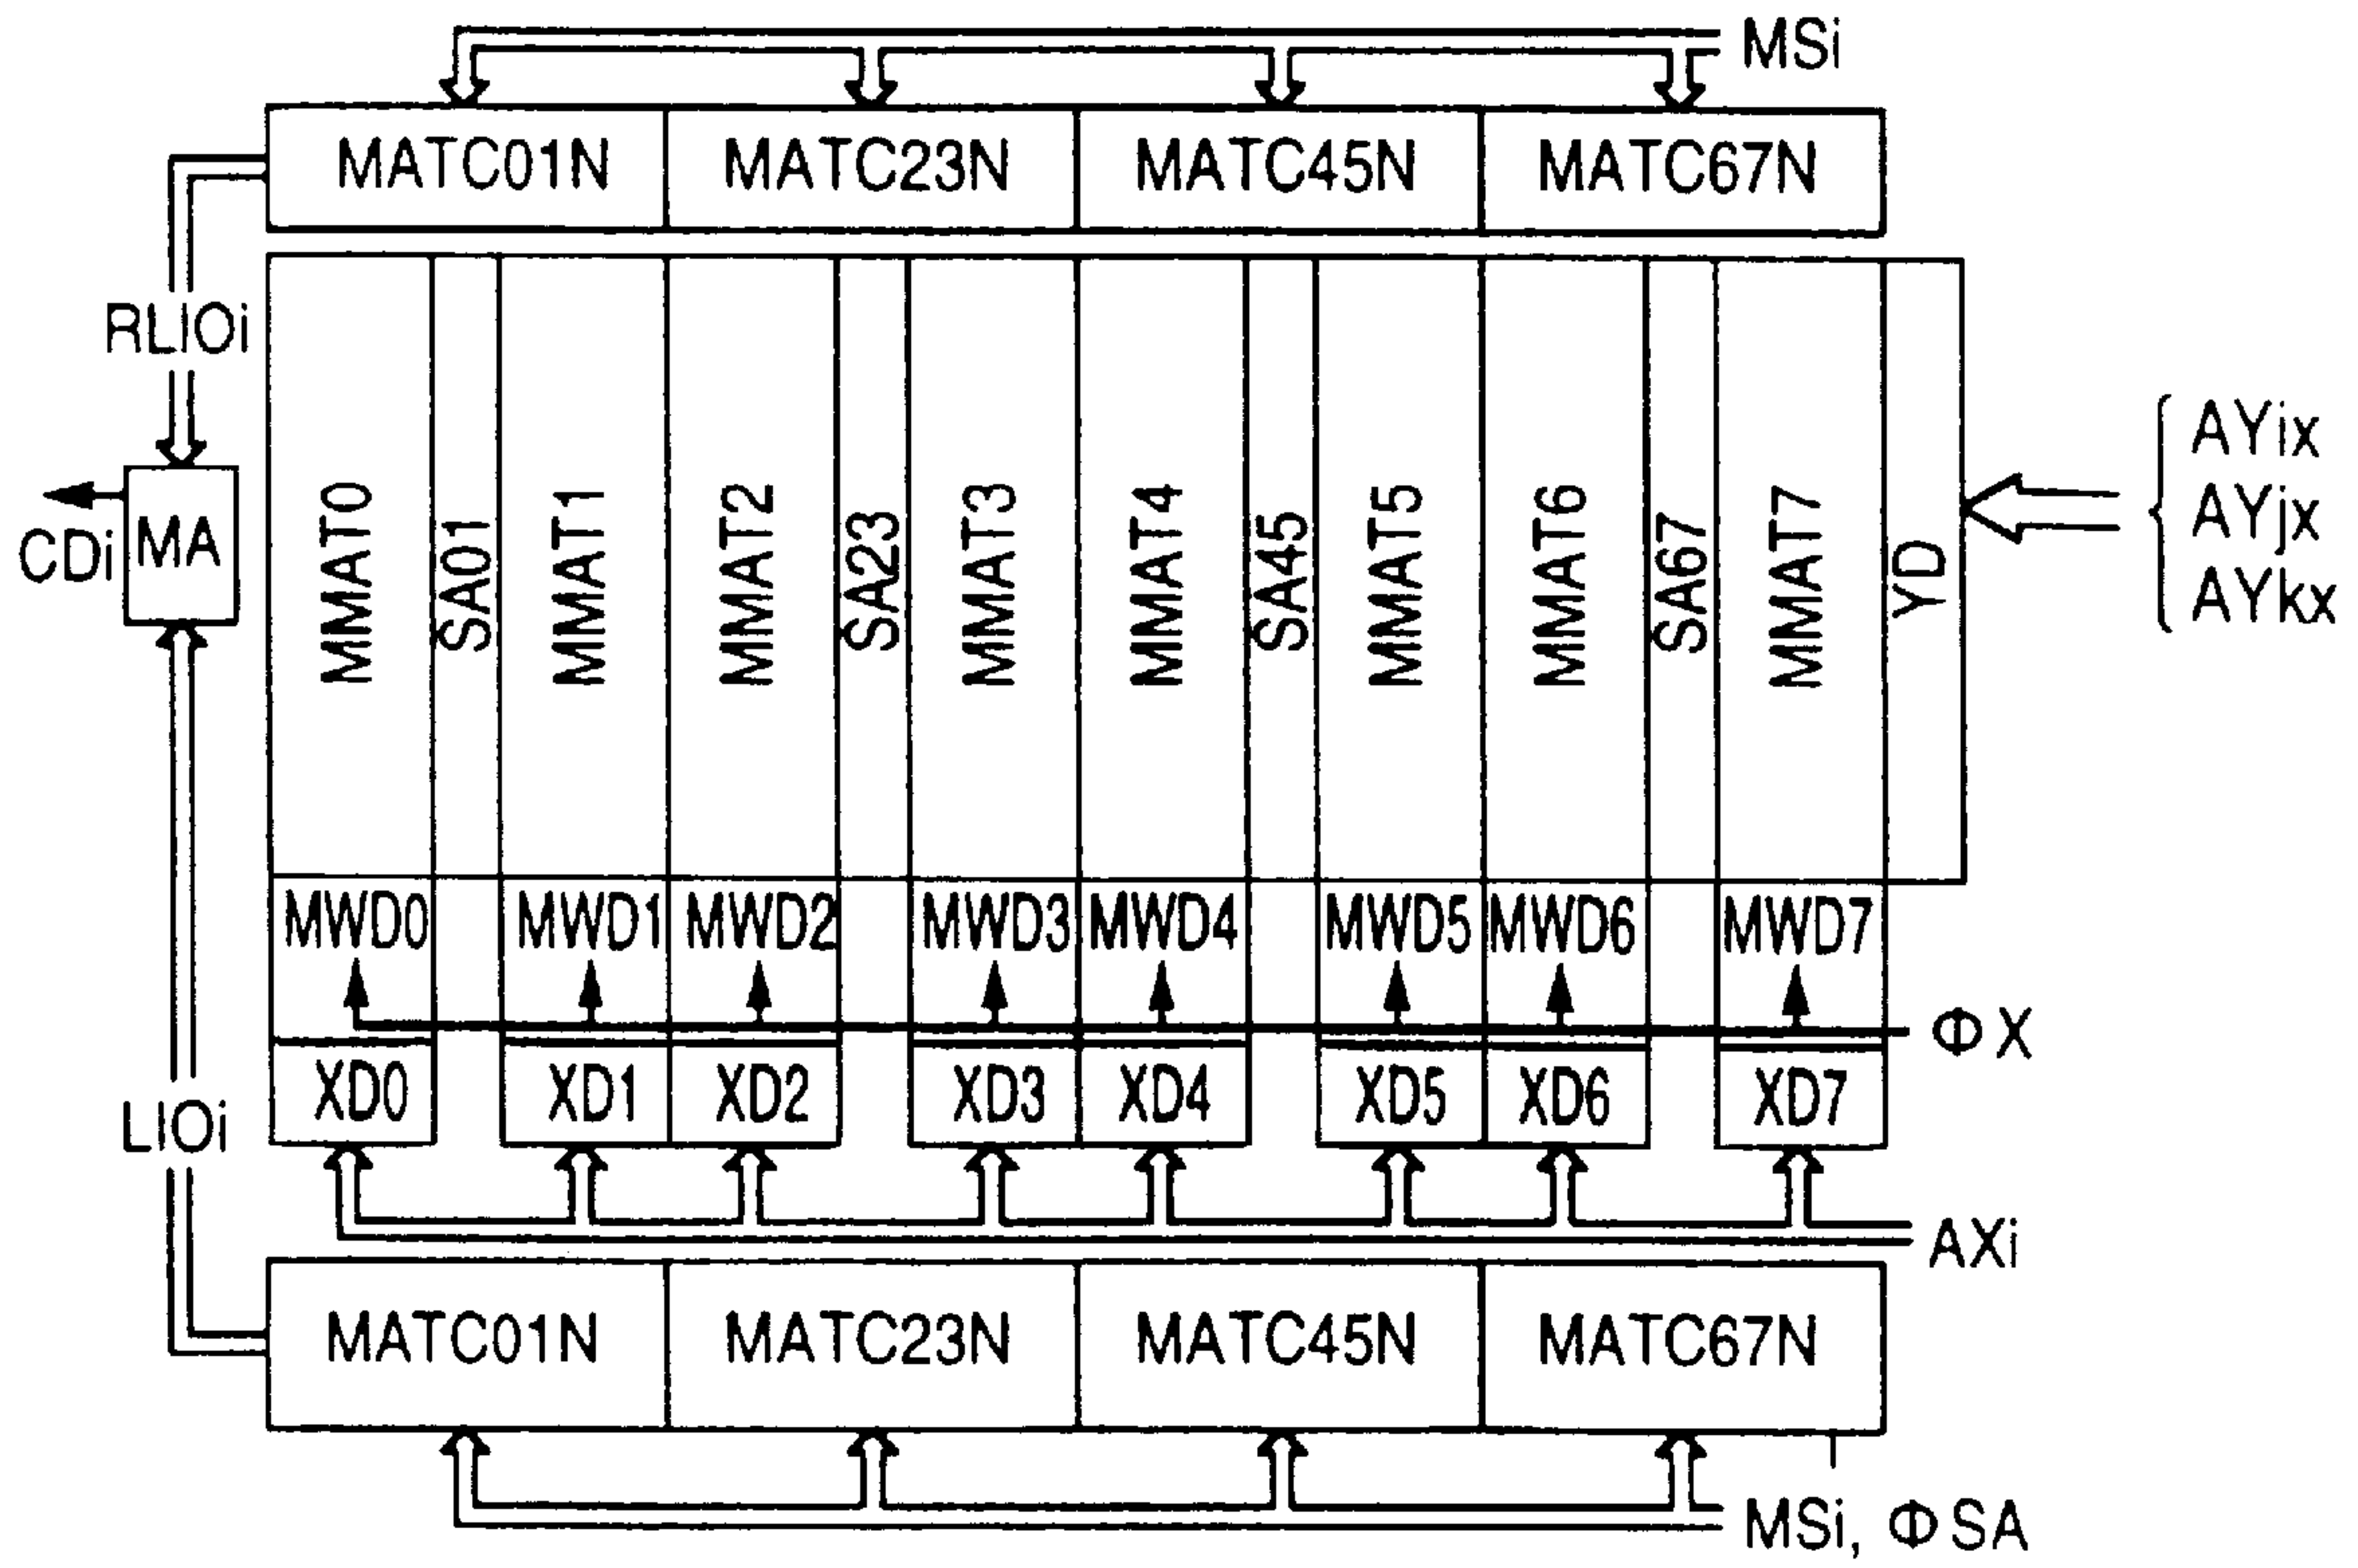 MSi
MATC01N MATC23N MATC45N MATC67N
RLIOi
MMAT0 SA01 MMAT1 MMAT2 SA23 MMAT3 MMAT4 SA45 MMAT5 MMAT6 SA67 MMAT7 YD
AYix
AYjx
AYkx
CDi MA
MWD0 MWD1 MWD2 MWD3 MWD4 MWD5 MWD6 MWD7
ΦX
XD0 XD1 XD2 XD3 XD4 XD5 XD6 XD7
LIOi
AXi
MATC01N MATC23N MATC45N MATC67N
MSi, ΦSA